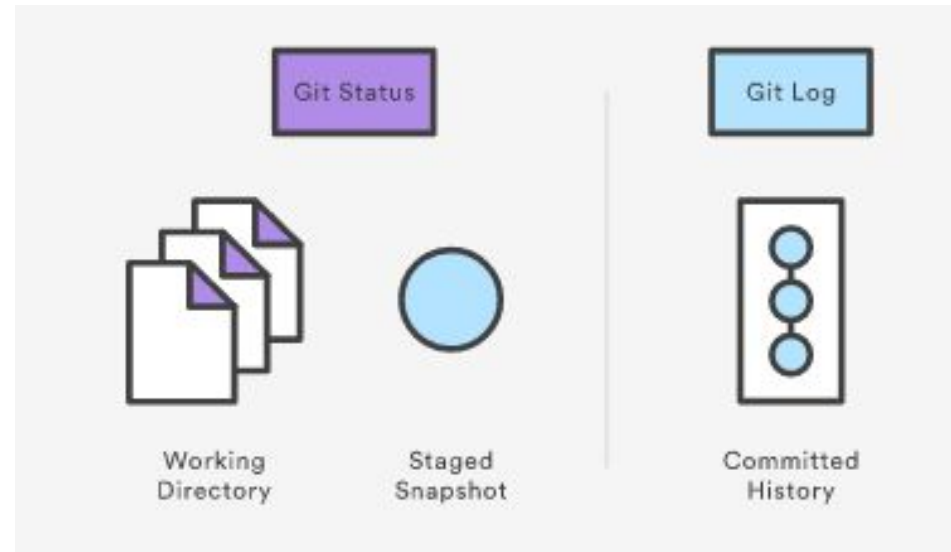 Git Status
Git Log
Working
Directory
Staged
Snapshot
Committed
History